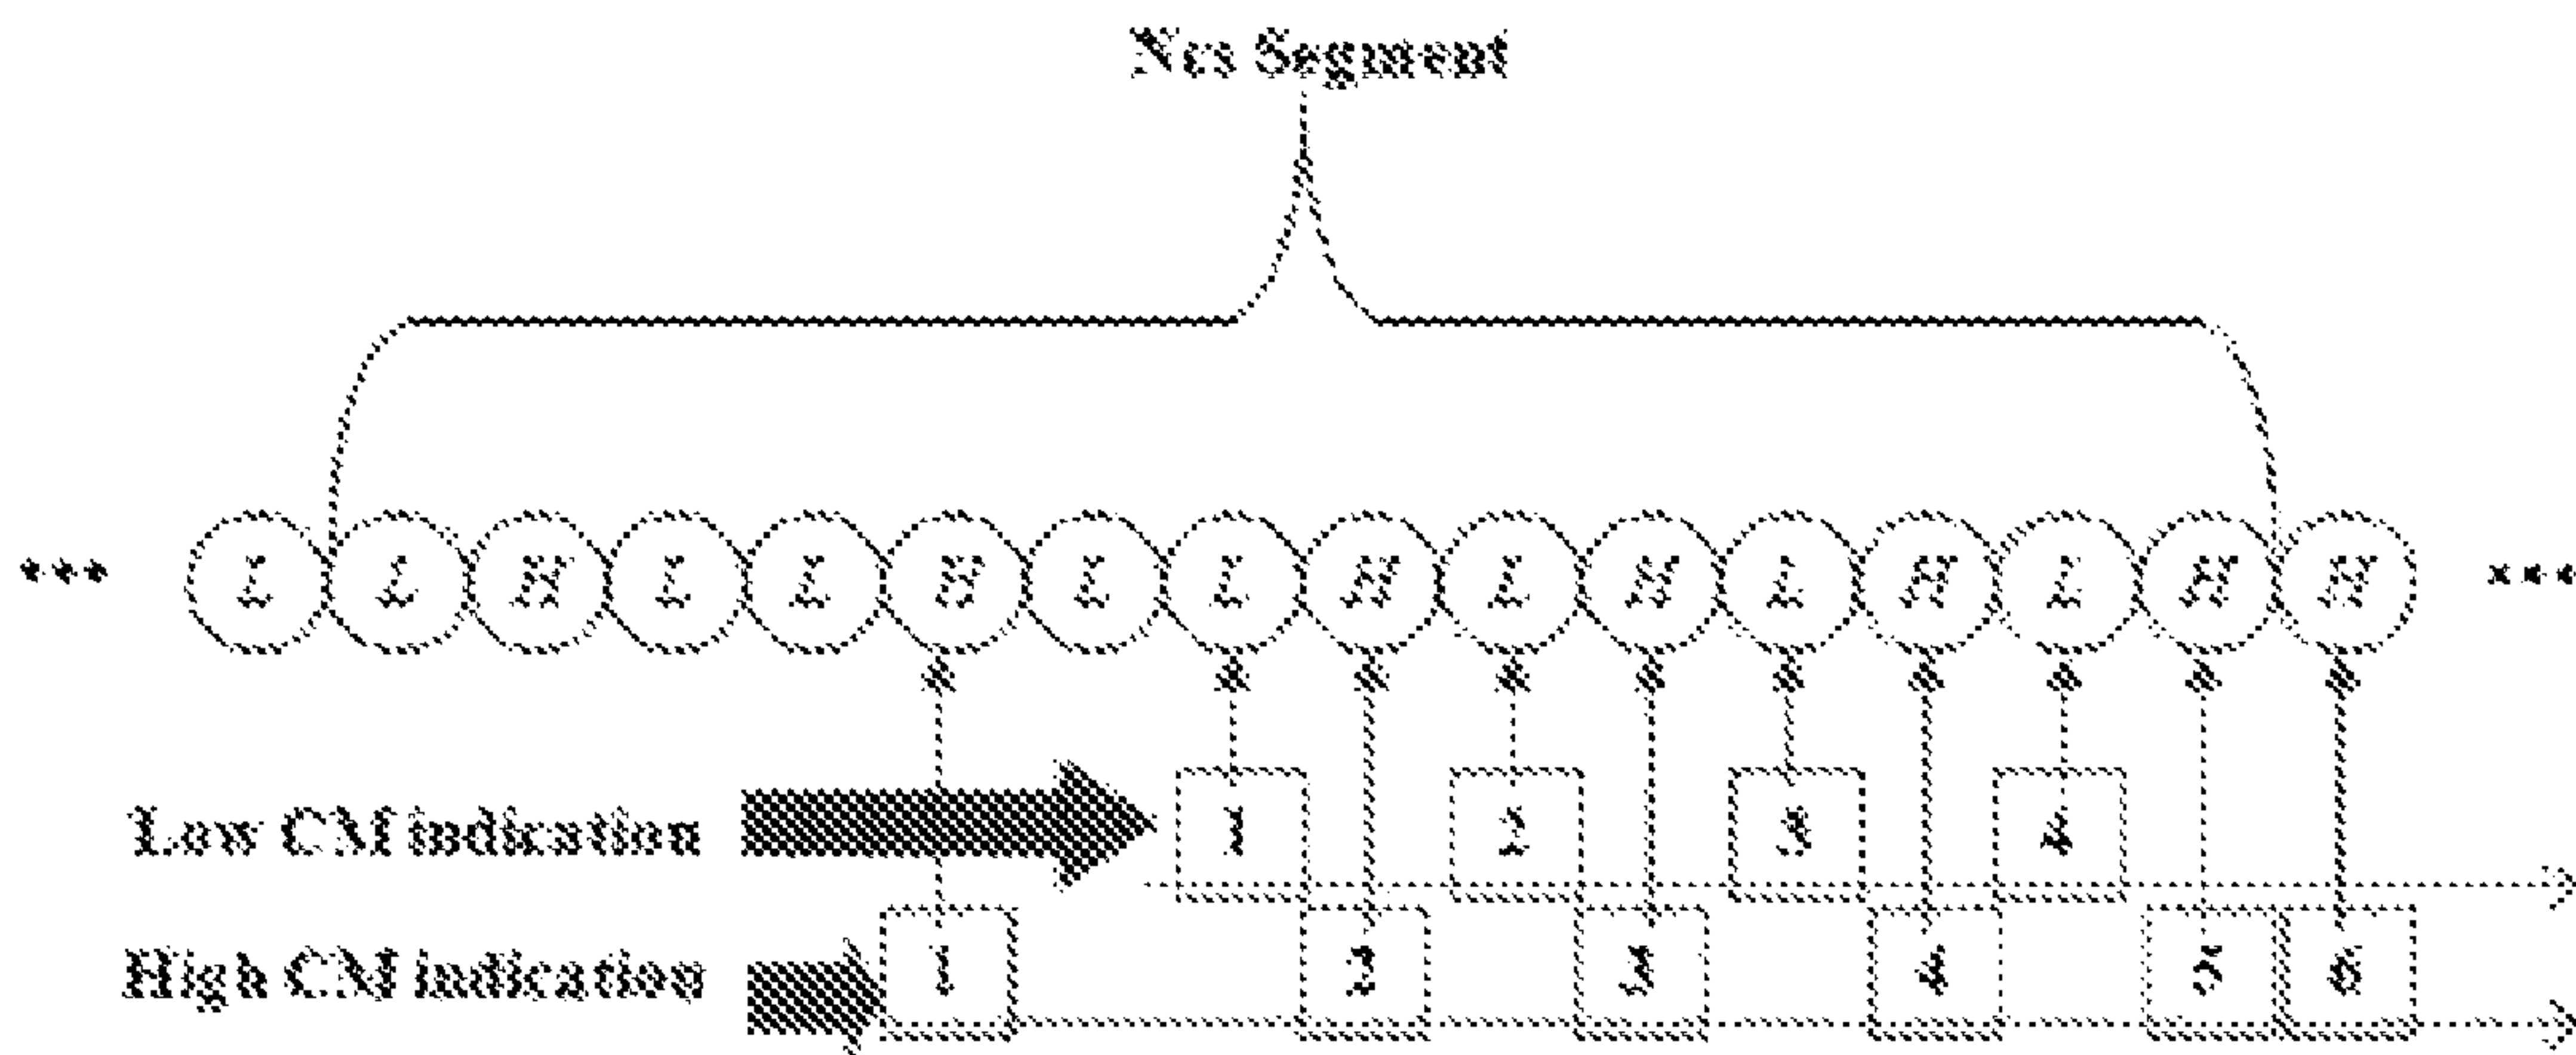 Ncs Segment
••• L L H L L H L L H L H L H L H H •••
Low CM indication 1 2 3 4
High CM indication 1 2 3 4 5 6